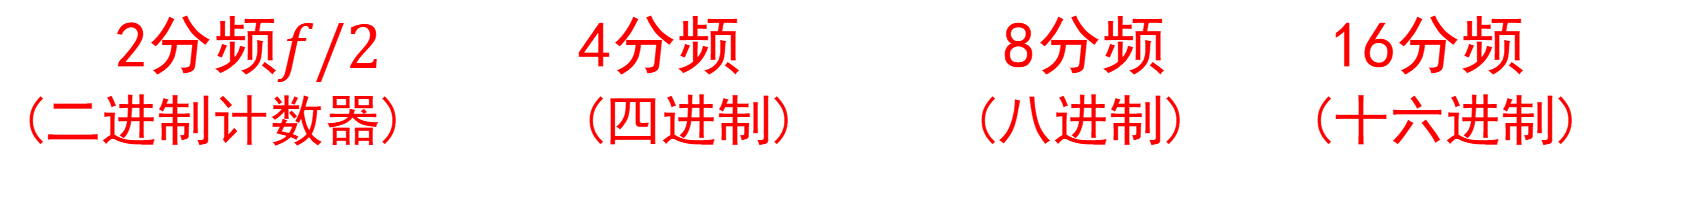 2分频f/2 4分频 8分频 16分频
(二进制计数器) (四进制) (八进制) (十六进制)